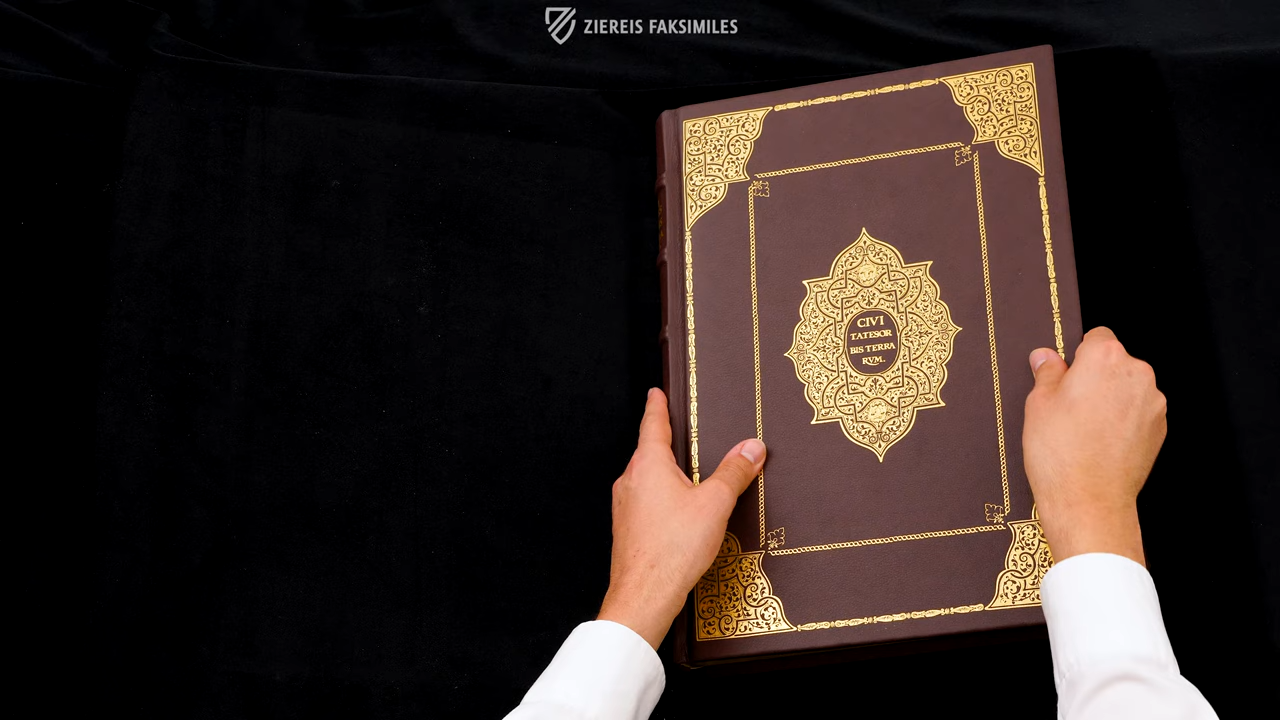 ZIEREIS FAKSIMILES
CIVI
TATESOR
BIS TERRA
RVM.